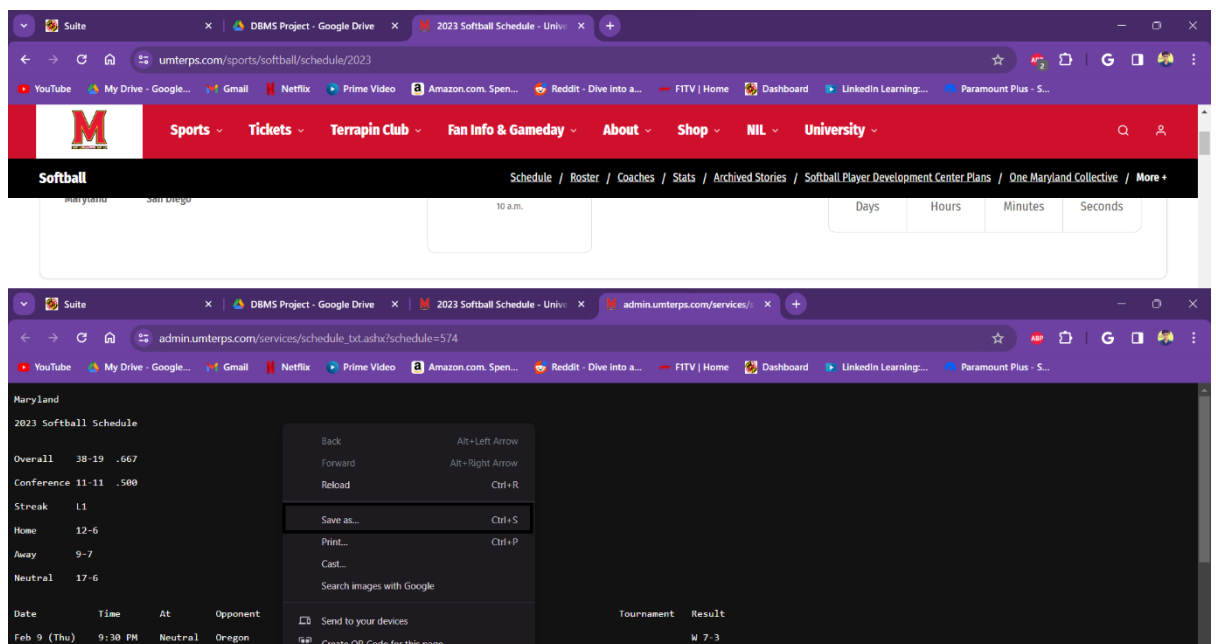 Suite DBMS Project - Google Drive 2023 Softball Schedule - Unive
umterps.com/sports/softball/schedule/2023
YouTube My Drive - Google... Gmail Netflix Prime Video Amazon.com. Spen... Reddit - Dive into a... F1TV | Home Dashboard LinkedIn Learning:... Paramount Plus - S...
M Sports Tickets Terrapin Club Fan Info & Gameday About Shop NIL University
Softball Schedule / Roster / Coaches / Stats / Archived Stories / Softball Player Development Center Plans / One Maryland Collective / More +
Maryland San Diego 10 a.m. Days Hours Minutes Seconds
Suite DBMS Project - Google Drive 2023 Softball Schedule - Unive admin.umterps.com/services/s
admin.umterps.com/services/schedule_txt.ashx?schedule=574
YouTube My Drive - Google... Gmail Netflix Prime Video Amazon.com. Spen... Reddit - Dive into a... F1TV | Home Dashboard LinkedIn Learning:... Paramount Plus - S...
Maryland
2023 Softball Schedule
Overall 38-19 .667
Conference 11-11 .500
Streak L1
Home 12-6
Away 9-7
Neutral 17-6
Back Alt+Left Arrow
Forward Alt+Right Arrow
Reload Ctrl+R
Save as... Ctrl+S
Print... Ctrl+P
Cast...
Search images with Google
Send to your devices
Create QR Code for this page
Date Time At Opponent Tournament Result
Feb 9 (Thu) 9:30 PM Neutral Oregon W 7-3